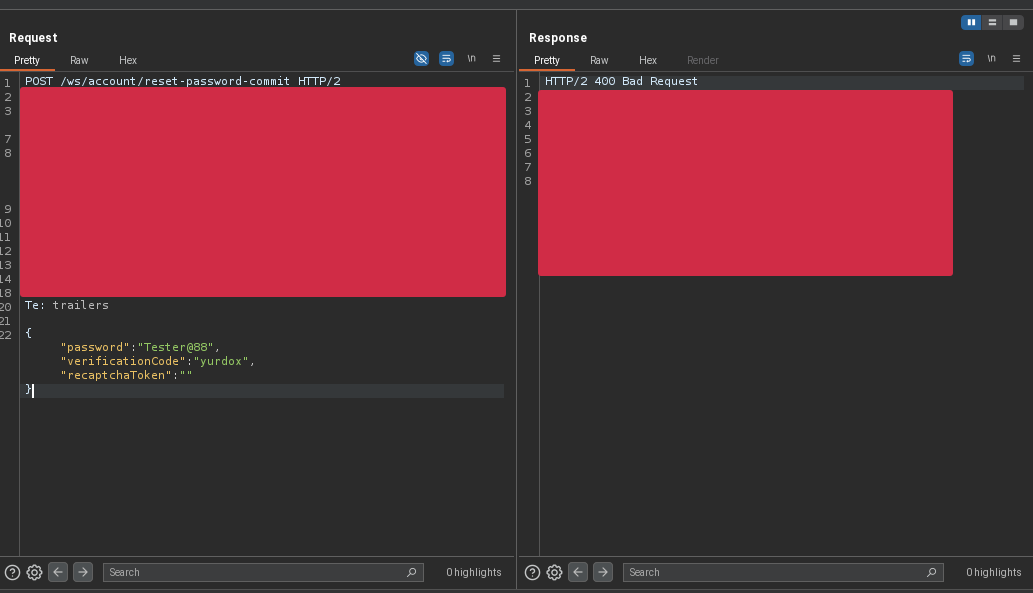 Request
Pretty Raw Hex
\n
1 POST /ws/account/reset-password-commit HTTP/2
2
3
7
8
9
10
11
12
13
14
18
20 Te: trailers
21
22 {
"password":"Tester@88",
"verificationCode":"yurdox",
"recaptchaToken":""
}
Search
0 highlights
Response
Pretty Raw Hex Render
\n
1 HTTP/2 400 Bad Request
2
3
4
5
6
7
8
Search
0 highlights